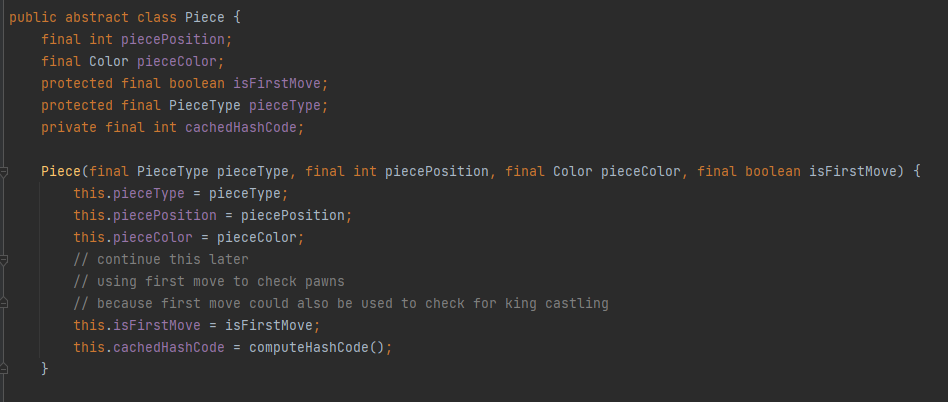 public abstract class Piece {
    final int piecePosition;
    final Color pieceColor;
    protected final boolean isFirstMove;
    protected final PieceType pieceType;
    private final int cachedHashCode;

    Piece(final PieceType pieceType, final int piecePosition, final Color pieceColor, final boolean isFirstMove) {
        this.pieceType = pieceType;
        this.piecePosition = piecePosition;
        this.pieceColor = pieceColor;
        // continue this later
        // using first move to check pawns
        // because first move could also be used to check for king castling
        this.isFirstMove = isFirstMove;
        this.cachedHashCode = computeHashCode();
    }